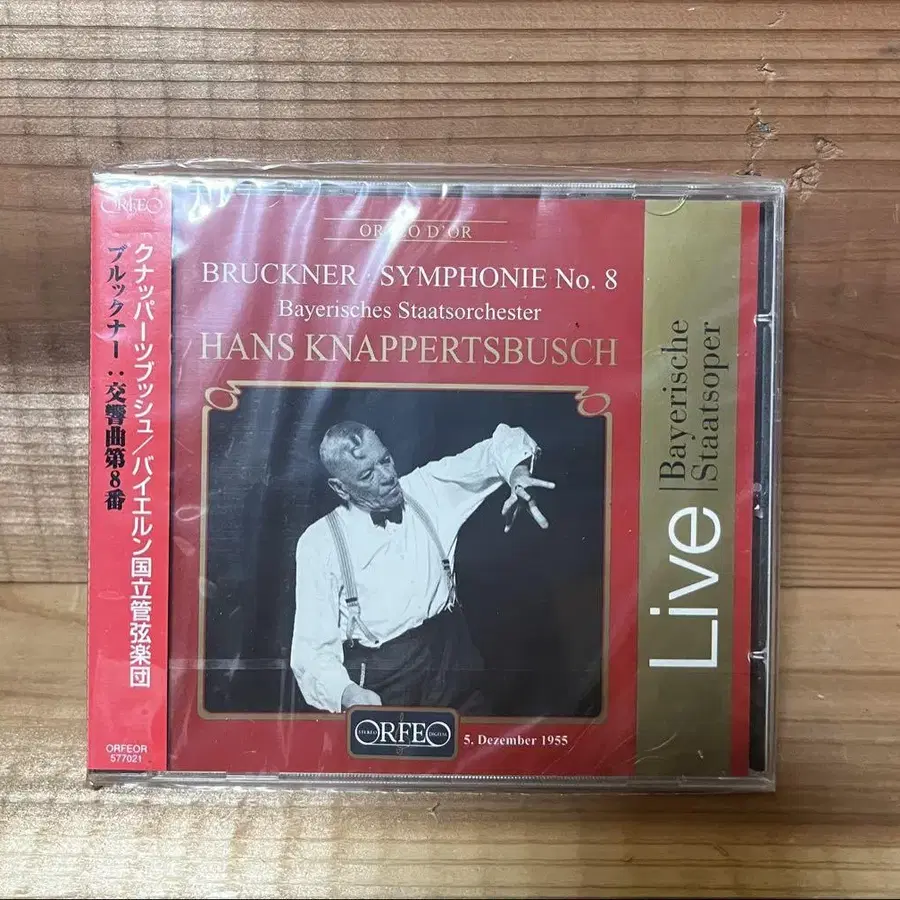 ORFEO
クナッパーツブッシュ/バイエルン国立管弦楽団
ブルックナー:交響曲第8番
ORFEOR
577021
D'OR
BRUCKNER · SYMPHONIE No. 8
Bayerisches Staatsorchester
HANS KNAPPERTSBUSCH
STEREO ORFEO DIGITAL
5. Dezember 1955
Live
Bayerische
Staatsoper